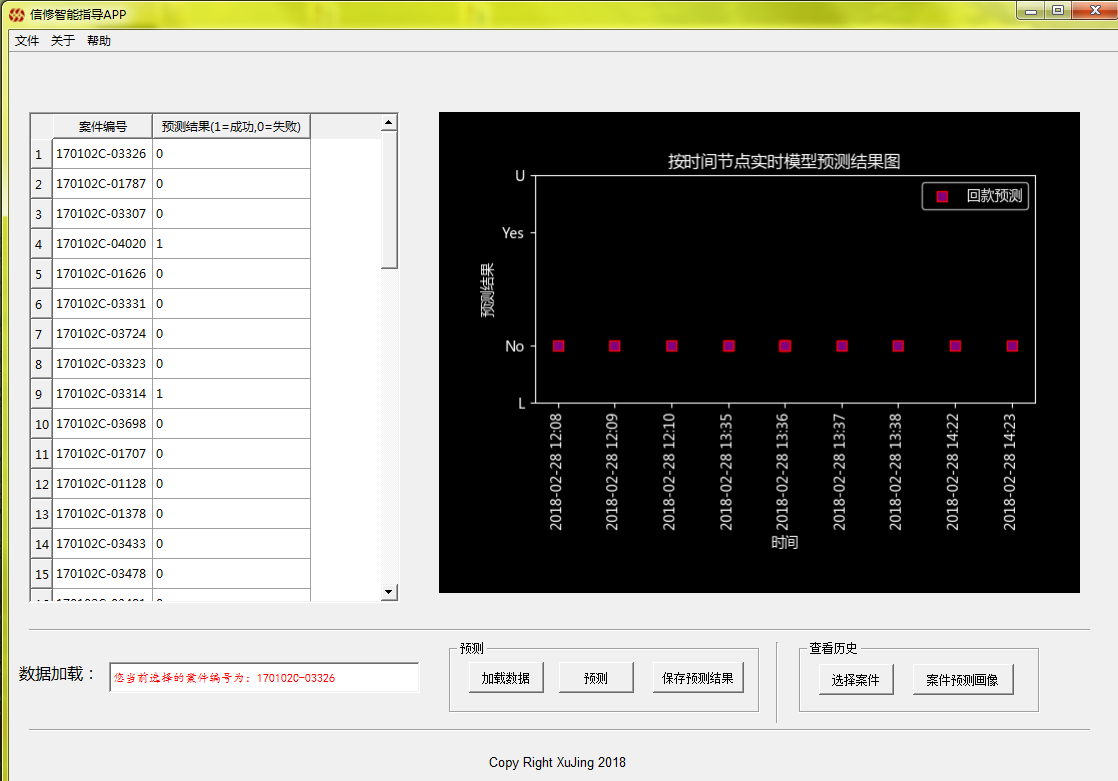 信修智能指导APP
文件 关于 帮助
案件编号 预测结果(1=成功,0=失败)
1 170102C-03326 0
2 170102C-01787 0
3 170102C-03307 0
4 170102C-04020 1
5 170102C-01626 0
6 170102C-03331 0
7 170102C-03724 0
8 170102C-03323 0
9 170102C-03314 1
10 170102C-03698 0
11 170102C-01707 0
12 170102C-01128 0
13 170102C-01378 0
14 170102C-03433 0
15 170102C-03478 0
按时间节点实时模型预测结果图
回款预测
U
Yes
No
L
预测结果
2018-02-28 12:08
2018-02-28 12:09
2018-02-28 12:10
2018-02-28 13:35
2018-02-28 13:36
2018-02-28 13:37
2018-02-28 13:38
2018-02-28 14:22
2018-02-28 14:23
时间
数据加载：
您当前选择的案件编号为：170102C-03326
预测
加载数据 预测 保存预测结果
查看历史
选择案件 案件预测画像
Copy Right XuJing 2018